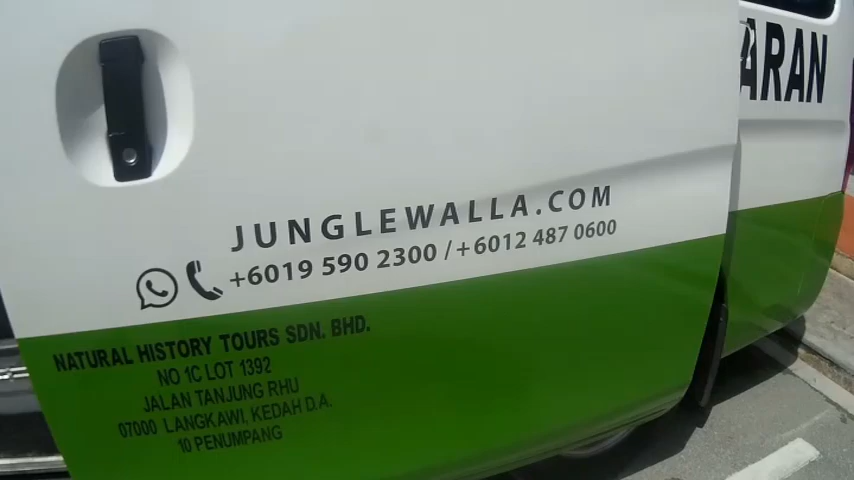 ARAN
JUNGLEWALLA.COM
+6019 590 2300 / +6012 487 0600
NATURAL HISTORY TOURS SDN. BHD.
NO 1C LOT 1392
JALAN TANJUNG RHU
07000 LANGKAWI, KEDAH D.A.
10 PENUMPANG